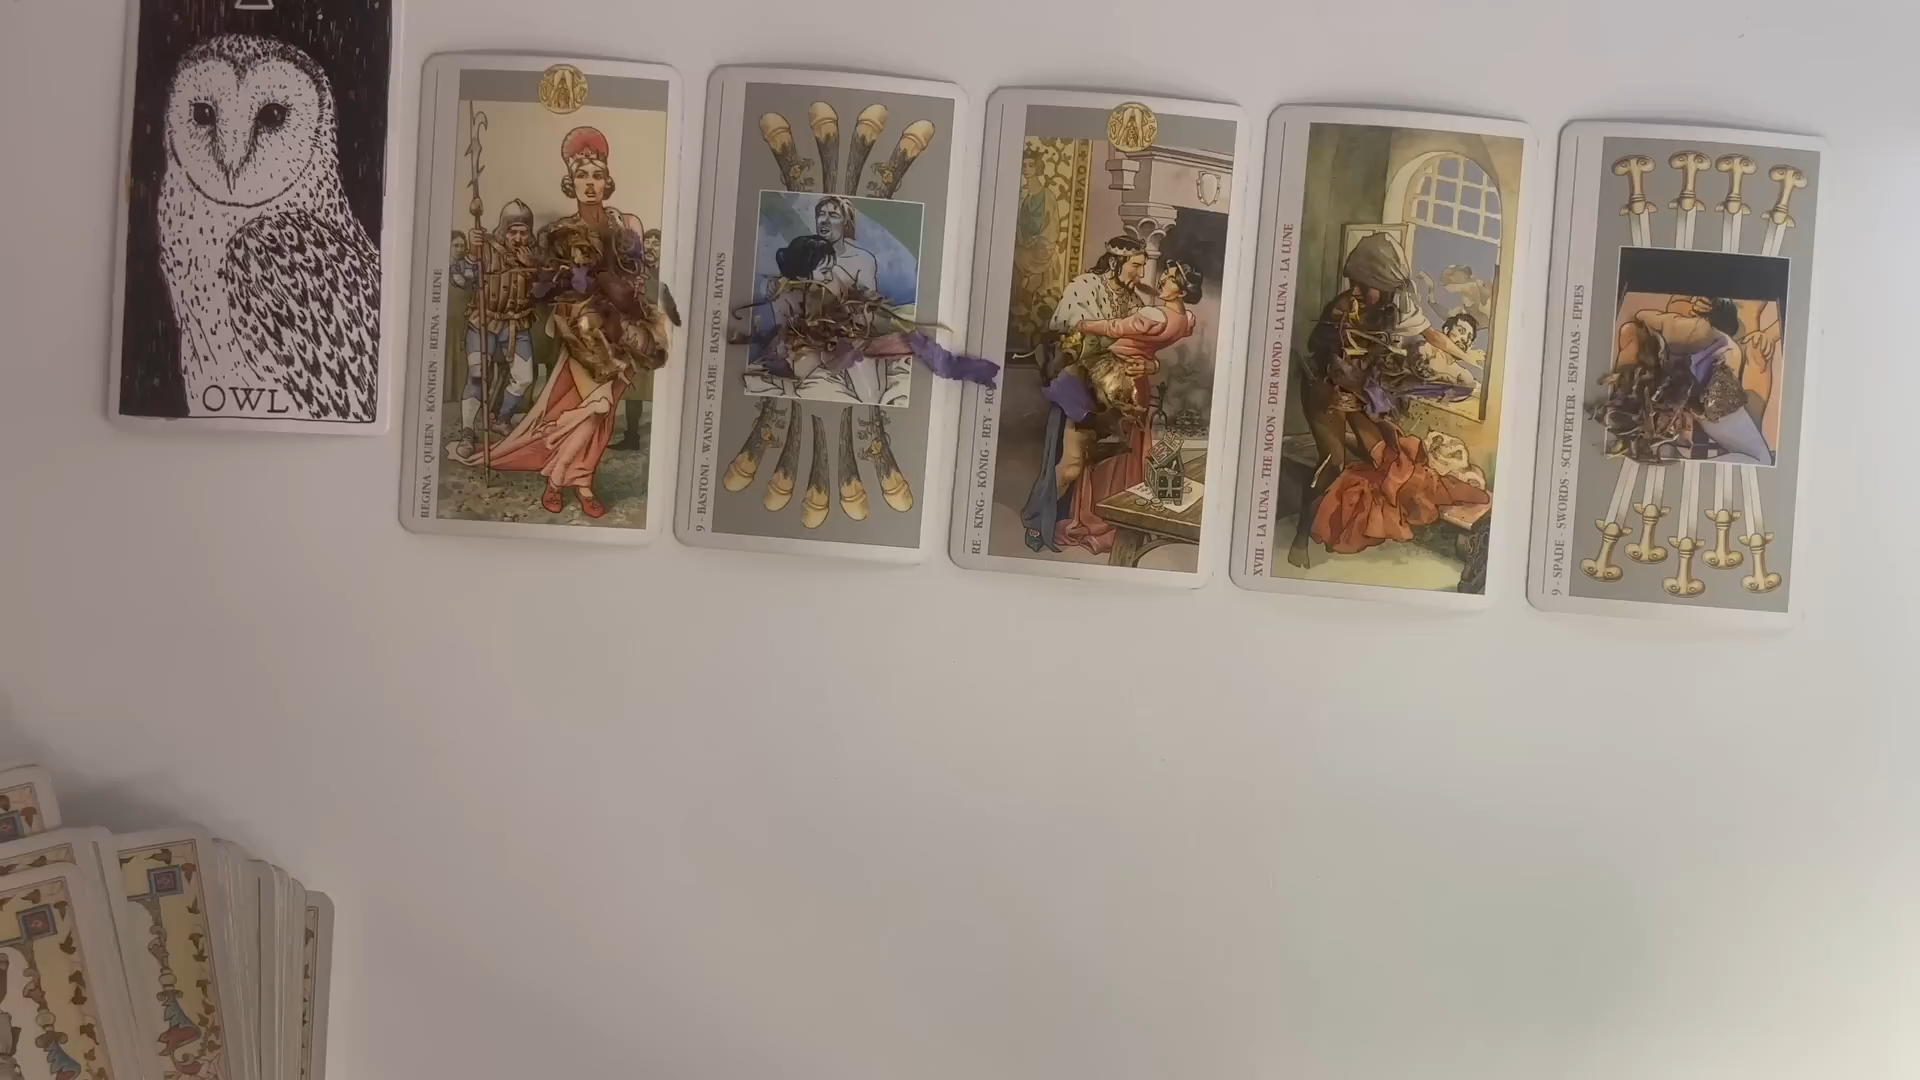 OWL
REGINA - QUEEN - KÖNIGIN - REINA - REINE
9 - BASTONI - WANDS - STÄBE - BASTOS - BATONS
RE - KING - KÖNIG - REY -
XVIII - LA LUNA - THE MOON - DER MOND - LA LUNA - LA LUNE
9 - SPADE - SWORDS - SCHWERTER - ESPADAS - EPEES